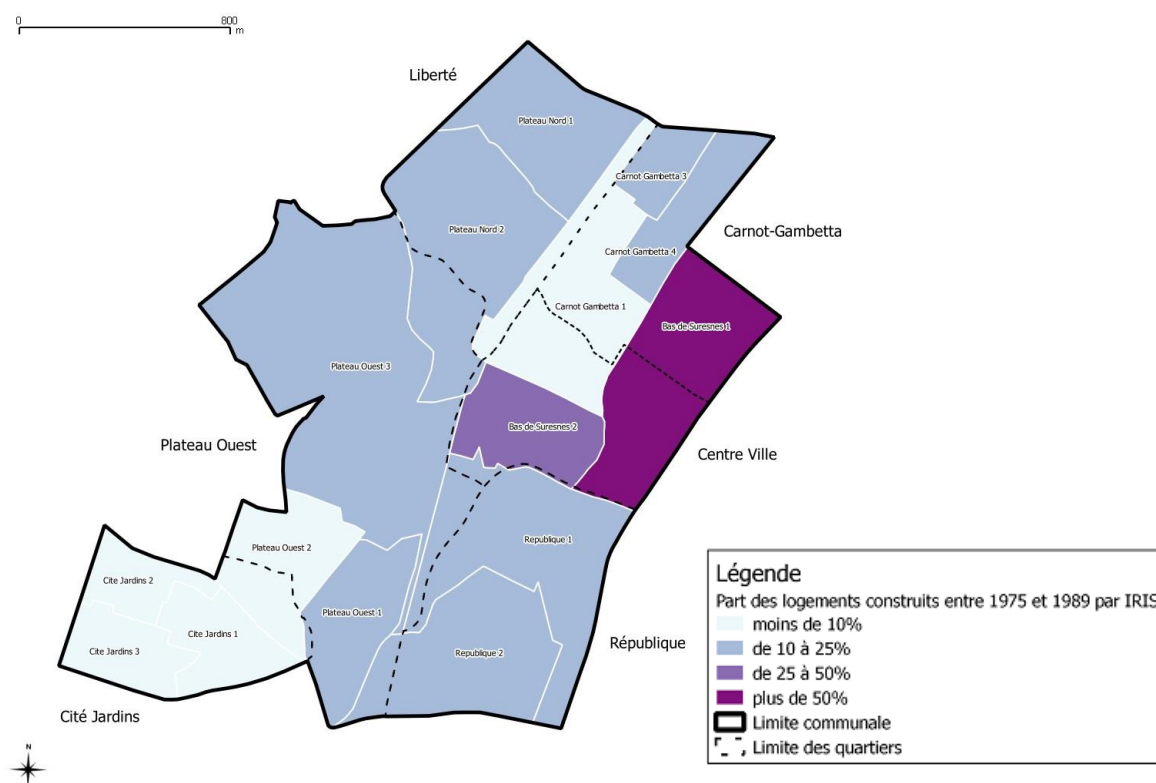 0 800
m
Liberté
Plateau Nord 1
Carnot Gambetta 3
Plateau Nord 2
Carnot-Gambetta
Carnot Gambetta 4
Carnot Gambetta 1
Bas de Suresnes 1
Plateau Ouest 3
Bas de Suresnes 2
Plateau Ouest
Centre Ville
Republique 1
Plateau Ouest 2
Cite Jardins 2
Plateau Ouest 1
Cite Jardins 1
Cite Jardins 3
Republique 2
République
Cité Jardins
Légende
Part des logements construits entre 1975 et 1989 par IRIS
moins de 10%
de 10 à 25%
de 25 à 50%
plus de 50%
Limite communale
Limite des quartiers
N